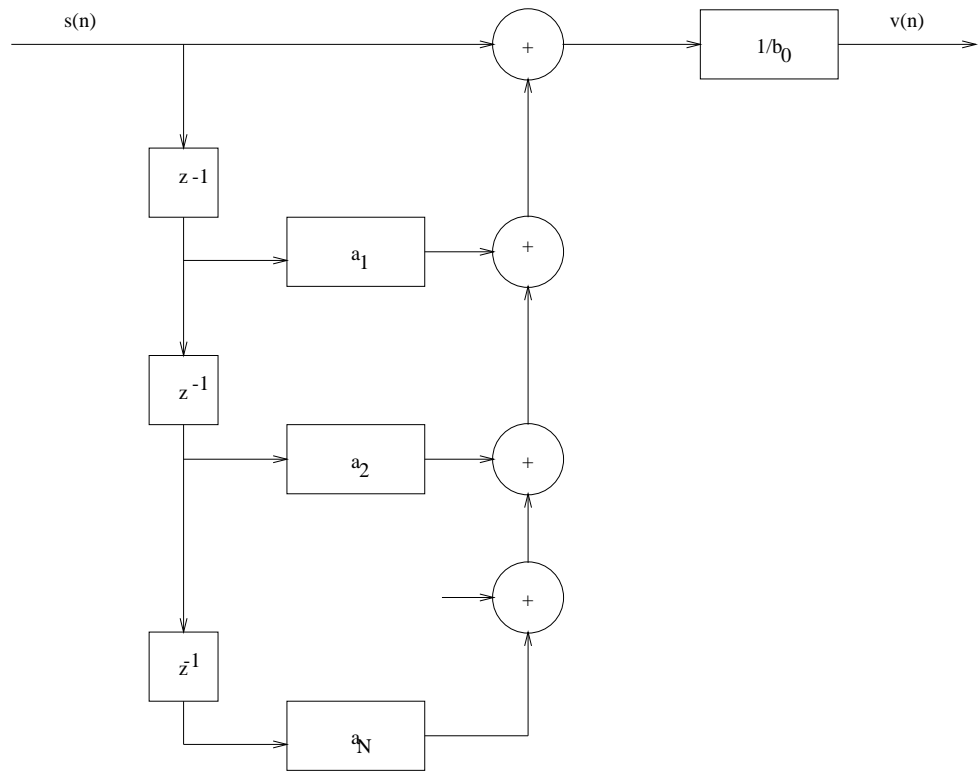 s(n)
v(n)
+
1/b0
z-1
a1
+
z-1
a2
+
+
z-1
aN